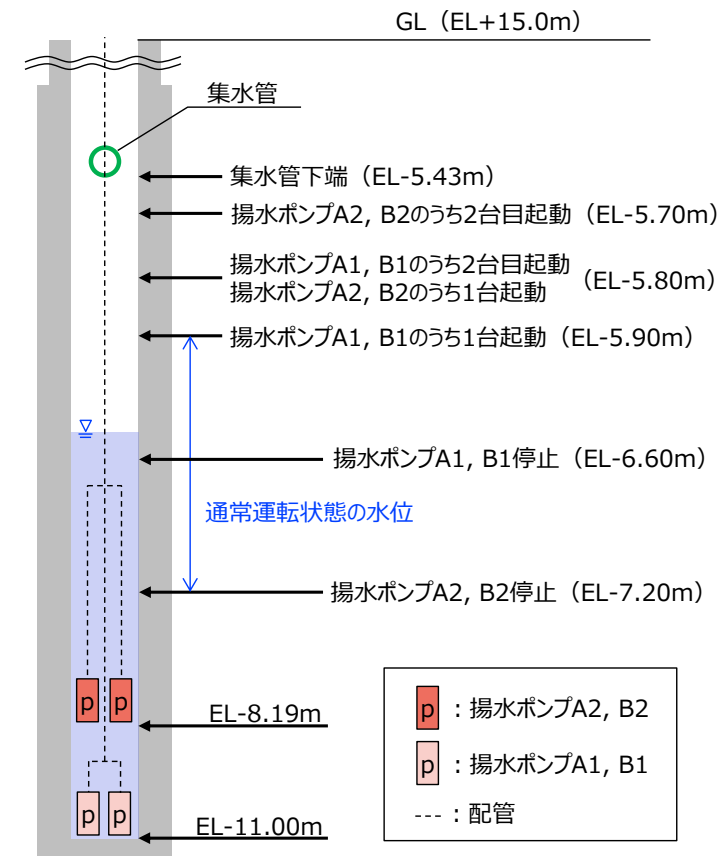 GL（EL+15.0m）
集水管
集水管下端（EL-5.43m）
揚水ポンプA2, B2のうち2台目起動（EL-5.70m）
揚水ポンプA1, B1のうち2台目起動
揚水ポンプA2, B2のうち1台起動
（EL-5.80m）
揚水ポンプA1, B1のうち1台起動（EL-5.90m）
揚水ポンプA1, B1停止（EL-6.60m）
通常運転状態の水位
揚水ポンプA2, B2停止（EL-7.20m）
p p
EL-8.19m
p p
EL-11.00m
p：揚水ポンプA2, B2
p：揚水ポンプA1, B1
---：配管